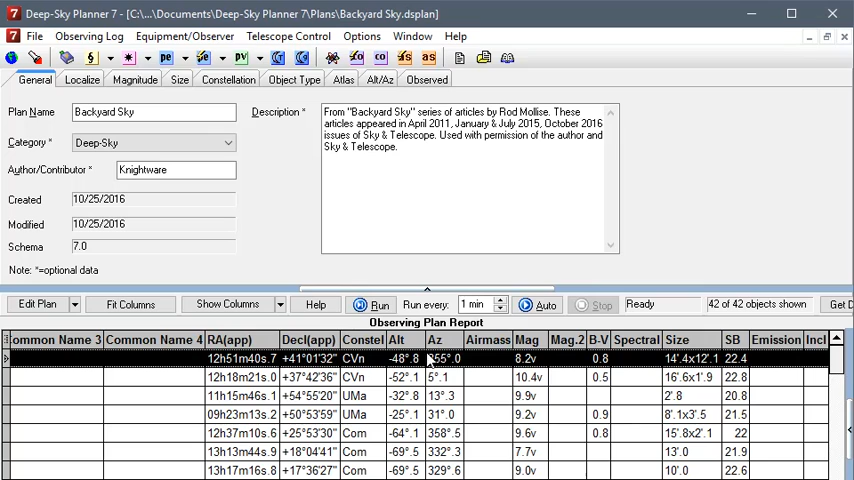 Deep-Sky Planner 7 - [C:\...\Documents\Deep-Sky Planner 7\Plans\Backyard Sky.dsplan]
File Observing Log Equipment/Observer Telescope Control Options Window Help
General Localize Magnitude Size Constellation Object Type Atlas Alt/Az Observed
Plan Name Backyard Sky Description * From "Backyard Sky" series of articles by Rod Mollise. These
articles appeared in April 2011, January & July 2015, October 2016
issues of Sky & Telescope. Used with permission of the author and
Sky & Telescope.
Category * Deep-Sky
Author/Contributor * Knightware
Created 10/25/2016
Modified 10/25/2016
Schema 7.0
Note: *=optional data
Edit Plan Fit Columns Show Columns Help Run Run every: 1 min Auto Stop Ready 42 of 42 objects shown Get D
Observing Plan Report
ommon Name 3 Common Name 4 RA(app) Decl(app) Constel Alt Az Airmass Mag Mag.2 B-V Spectral Size SB Emission Incl
12h51m40s.7 +41°01'32" CVn -48°.8 55°.0 8.2v 0.8 14'.4x12'.1 22.4
12h18m21s.0 +37°42'36" CVn -52°.1 5°.1 10.4v 0.5 16'.6x1'.9 22.8
11h15m46s.1 +54°55'20" UMa -32°.8 13°.3 9.9v 2'.8 20.8
09h23m13s.2 +50°53'59" UMa -25°.1 31°.0 9.2v 0.9 8'.1x3'.5 21.5
12h37m10s.6 +25°53'30" Com -64°.1 358°.5 9.6v 0.8 15'.8x2'.1 22
13h13m44s.9 +18°04'41" Com -69°.5 332°.3 7.7v 13'.0 21.9
13h17m16s.8 +17°36'27" Com -69°.5 329°.6 9.0v 10'.0 22.6